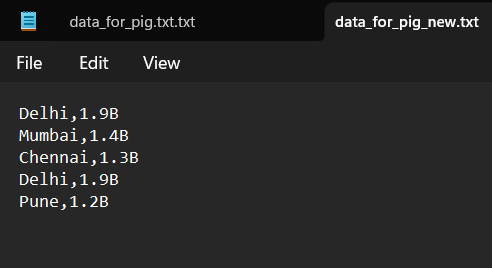 data_for_pig.txt.txt data_for_pig_new.txt
File Edit View
Delhi,1.9B
Mumbai,1.4B
Chennai,1.3B
Delhi,1.9B
Pune,1.2B